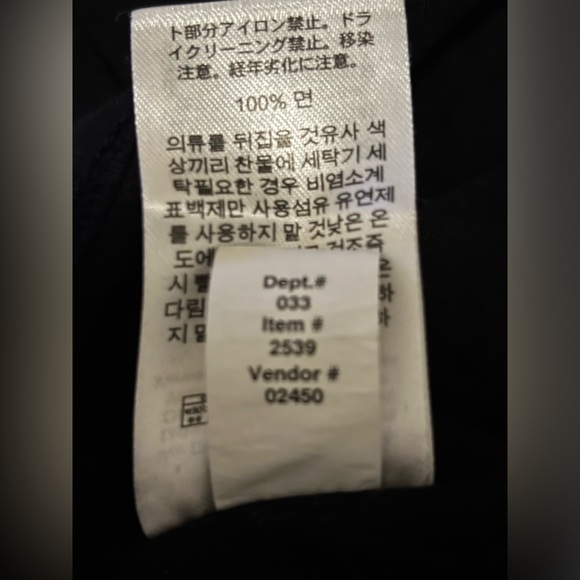 ト部分アイロン禁止。ドラ
イクリーニング禁止。移染
注意。経年劣化に注意。
100% 면
의류를 뒤집을 것유사 색
상끼리 찬물에 세탁기 세
탁필요한 경우 비염소계
표백제만 사용섬유 유연제
를 사용하지 말 것낮은 온
도에
시
다림
지
Dept.#
033
Item #
2539
Vendor #
02450